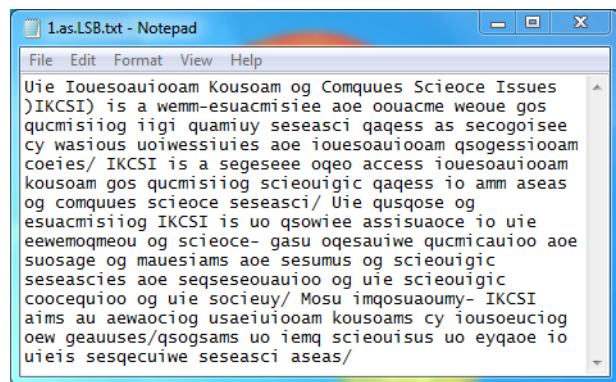 1.as.LSB.txt - Notepad
File Edit Format View Help
Uie Iouesoauiooam Kousoam og Comquues Scieoce Issues
)IKCSI) is a wemm-esuacmisiee aoe oouacme weoue gos
qucmisiiog iigi quamiuy seseasci qaqess as secogoisee
cy wasious uoiwessiuies aoe iouesoauiooam qsogessiooam
coeies/ IKCSI is a segeseee oqeo access iouesoauiooam
kousoam gos qucmisiiog scieouigic qaqess io amm aseas
og comquues scieoce seseasci/ Uie qusqose og
esuacmisiiog IKCSI is uo qsowiee assisuaoce io uie
eewemoqmeou og scieoce- gasu oqesauiwe qucmicauioo aoe
suosage og mauesiams aoe sesumus og scieouigic
seseascies aoe seqseseouauioo og uie scieouigic
coocequioo og uie socieuy/ Mosu imqosuaoumy- IKCSI
aims au aewaociog usaeiuiooam kousoams cy iousoeuciog
oew geauuses/qsogsams uo iemq scieouisus uo eyqaoe io
uieis sesqecuiwe seseasci aseas/